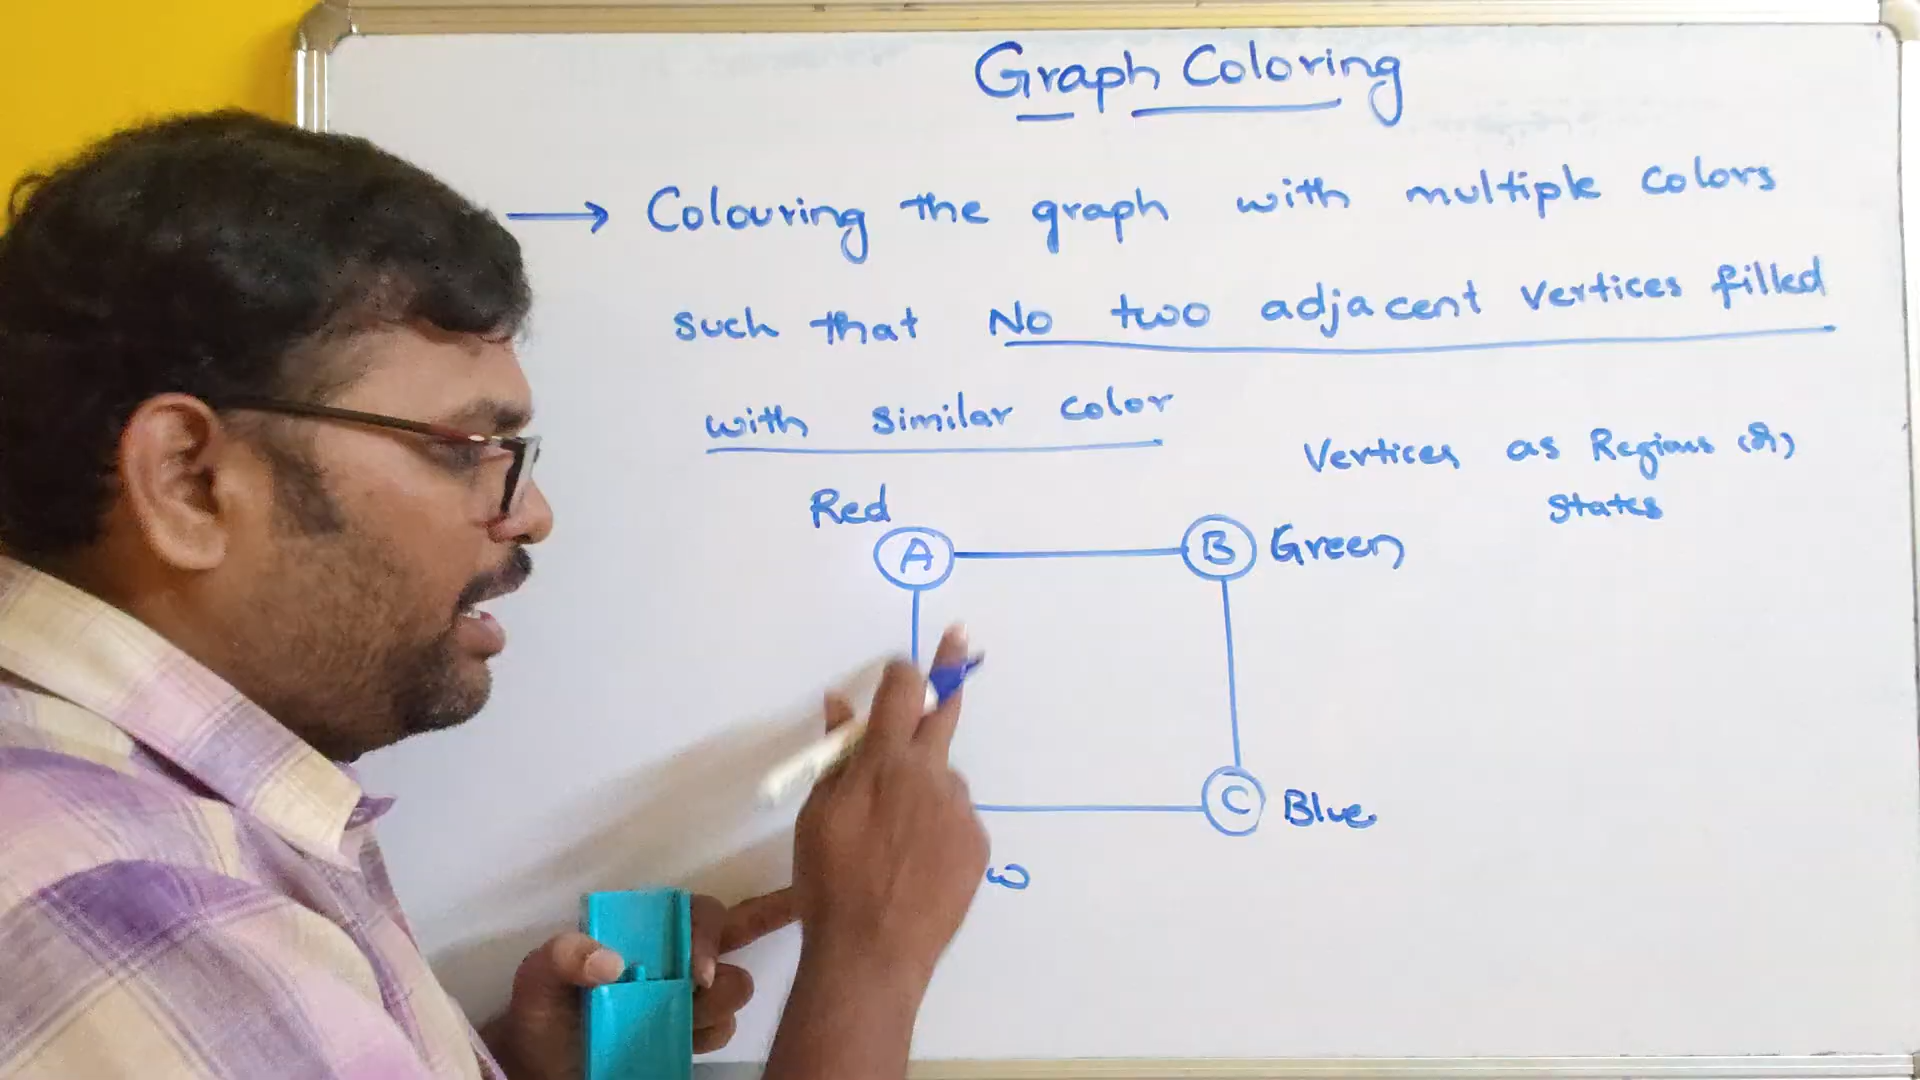 Graph Coloring
→ Colouring the graph with multiple colors
such that No two adjacent vertices filled
with similar color
Vertices as Regions (or)
States
Red
A
B Green
C Blue
w